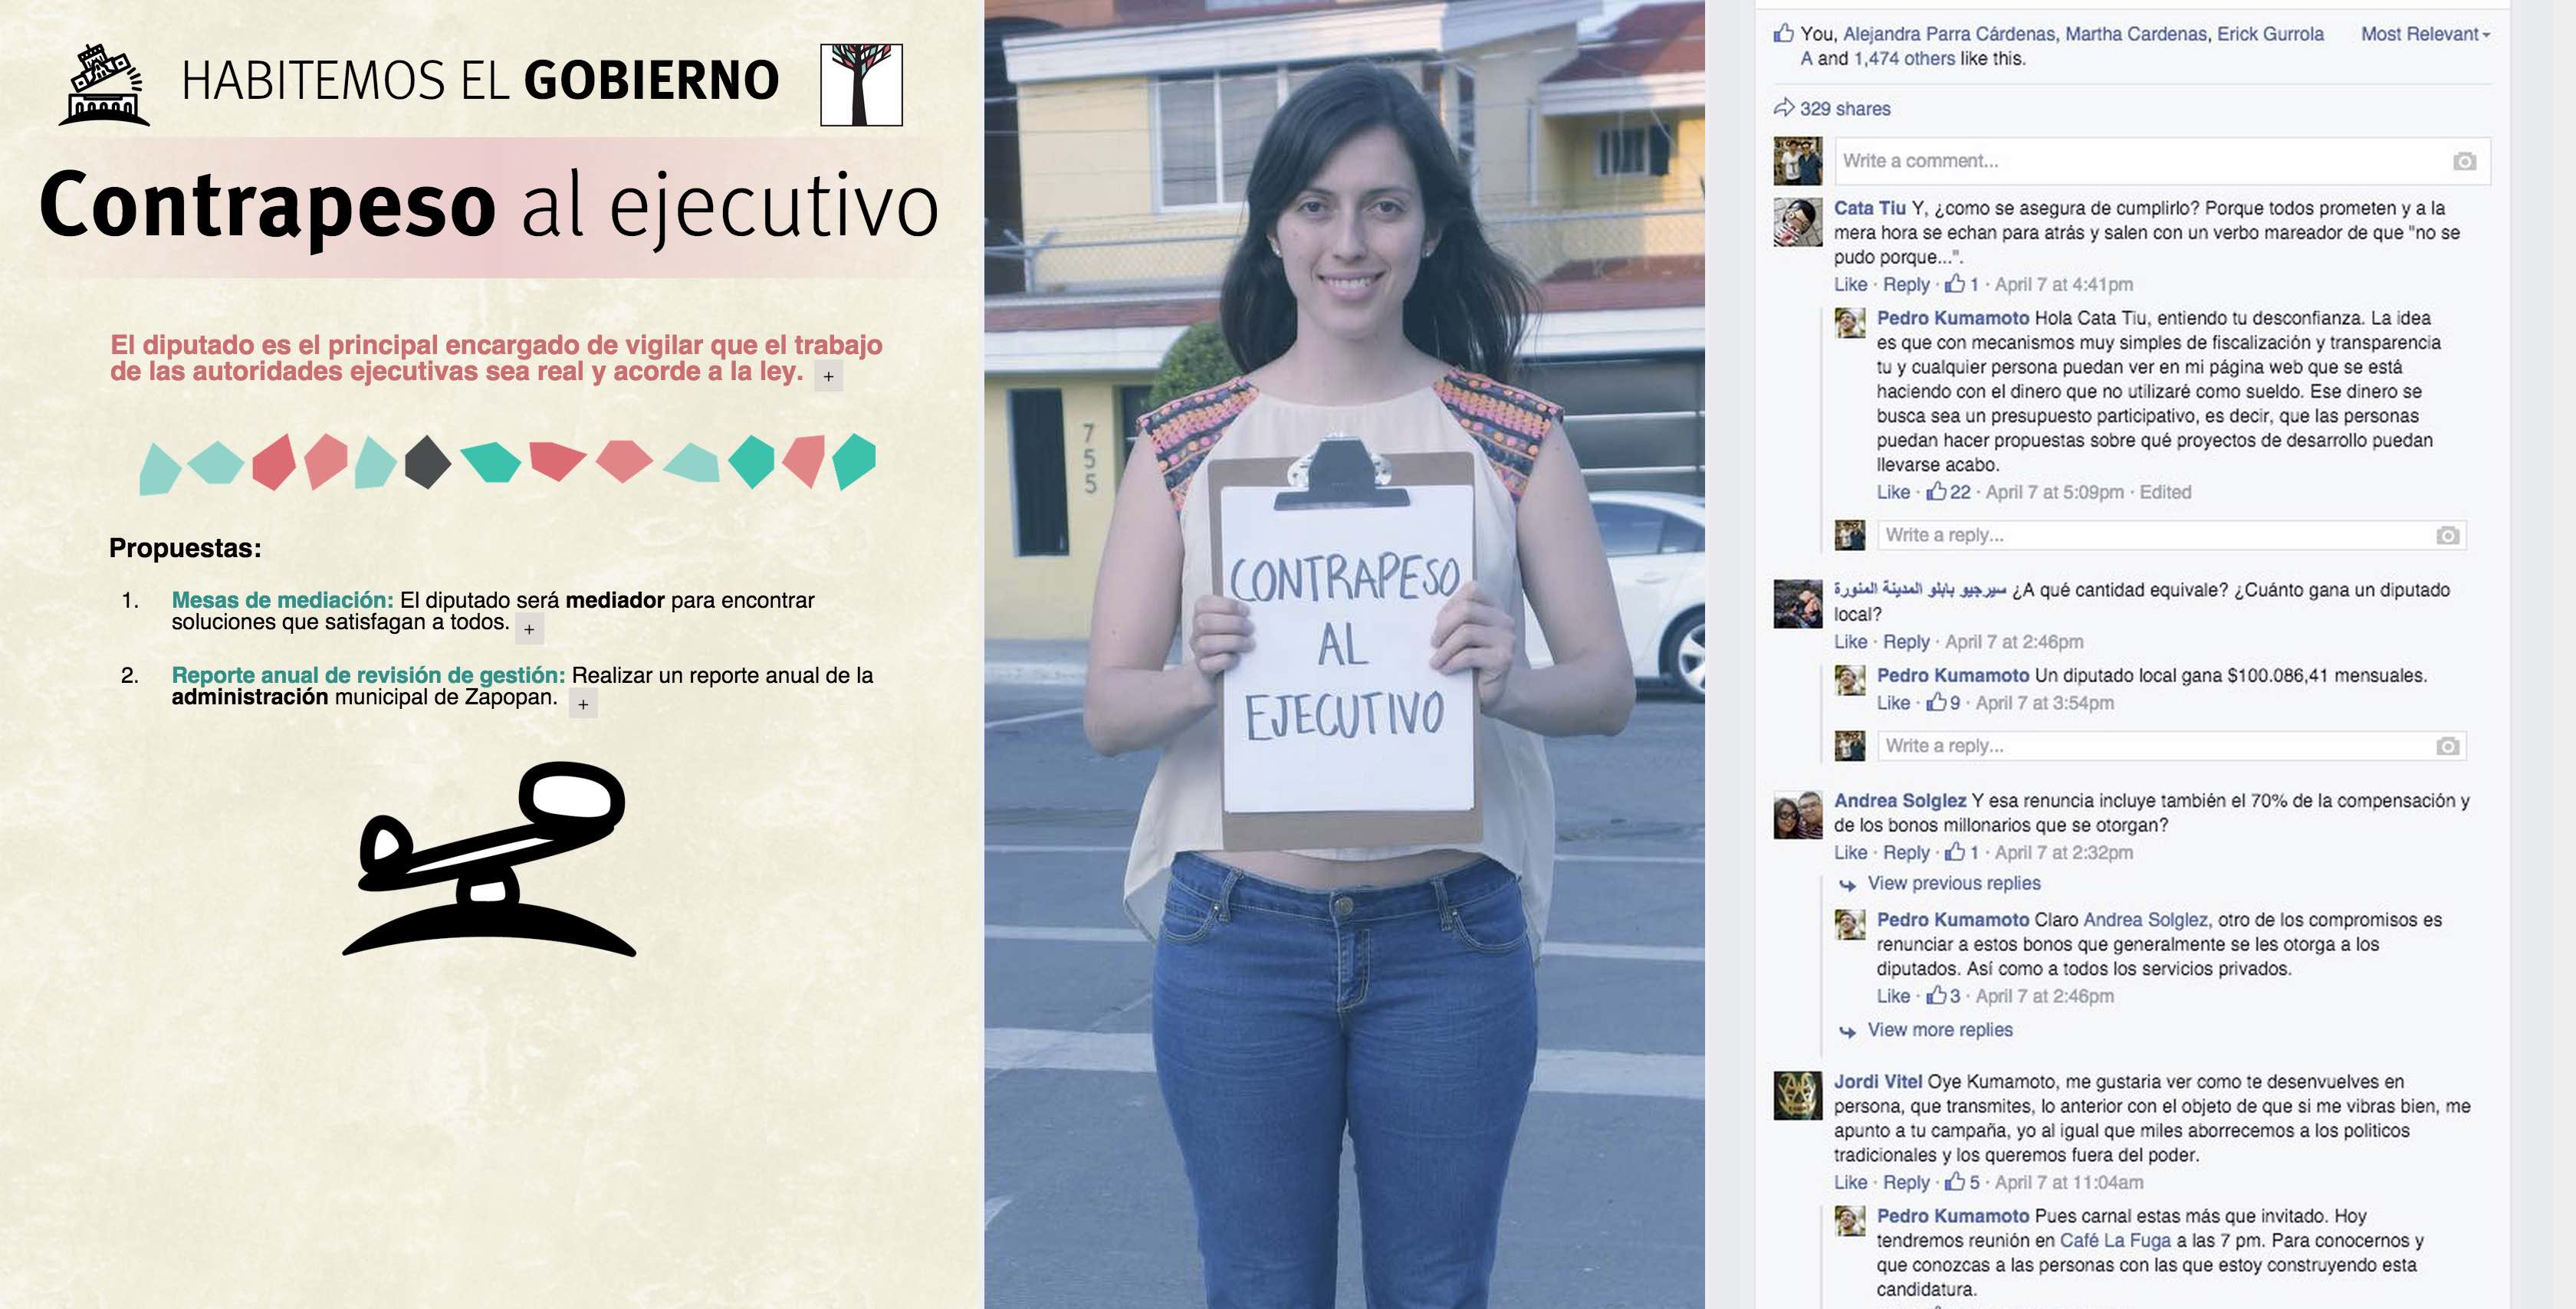 HABITEMOS EL GOBIERNO
Contrapeso al ejecutivo
El diputado es el principal encargado de vigilar que el trabajo
de las autoridades ejecutivas sea real y acorde a la ley. +
Propuestas:
1. Mesas de mediación: El diputado será mediador para encontrar
soluciones que satisfagan a todos. +
2. Reporte anual de revisión de gestión: Realizar un reporte anual de la
administración municipal de Zapopan. +
755
CONTRAPESO
AL
EJECUTIVO
You, Alejandra Parra Cárdenas, Martha Cardenas, Erick Gurrola
A and 1,474 others like this.
Most Relevant
329 shares
Write a comment...
Cata Tiu Y, ¿como se asegura de cumplirlo? Porque todos prometen y a la
mera hora se echan para atrás y salen con un verbo mareador de que "no se
pudo porque...".
Like · Reply · 1 · April 7 at 4:41pm
Pedro Kumamoto Hola Cata Tiu, entiendo tu desconfianza. La idea
es que con mecanismos muy simples de fiscalización y transparencia
tu y cualquier persona puedan ver en mi página web que se está
haciendo con el dinero que no utilizaré como sueldo. Ese dinero se
busca sea un presupuesto participativo, es decir, que las personas
puedan hacer propuestas sobre qué proyectos de desarrollo puedan
llevarse acabo.
Like · 22 · April 7 at 5:09pm · Edited
Write a reply...
سيرجيو بابلو المدينة المنورة ¿A qué cantidad equivale? ¿Cuánto gana un diputado
local?
Like · Reply · April 7 at 2:46pm
Pedro Kumamoto Un diputado local gana $100.086,41 mensuales.
Like · 9 · April 7 at 3:54pm
Write a reply...
Andrea Solglez Y esa renuncia incluye también el 70% de la compensación y
de los bonos millonarios que se otorgan?
Like · Reply · 1 · April 7 at 2:32pm
View previous replies
Pedro Kumamoto Claro Andrea Solglez, otro de los compromisos es
renunciar a estos bonos que generalmente se les otorga a los
diputados. Así como a todos los servicios privados.
Like · 3 · April 7 at 2:46pm
View more replies
Jordi Vitel Oye Kumamoto, me gustaria ver como te desenvuelves en
persona, que transmites, lo anterior con el objeto de que si me vibras bien, me
apunto a tu campaña, yo al igual que miles aborrecemos a los politicos
tradicionales y los queremos fuera del poder.
Like · Reply · 5 · April 7 at 11:04am
Pedro Kumamoto Pues carnal estas más que invitado. Hoy
tendremos reunión en Café La Fuga a las 7 pm. Para conocernos y
que conozcas a las personas con las que estoy construyendo esta
candidatura.